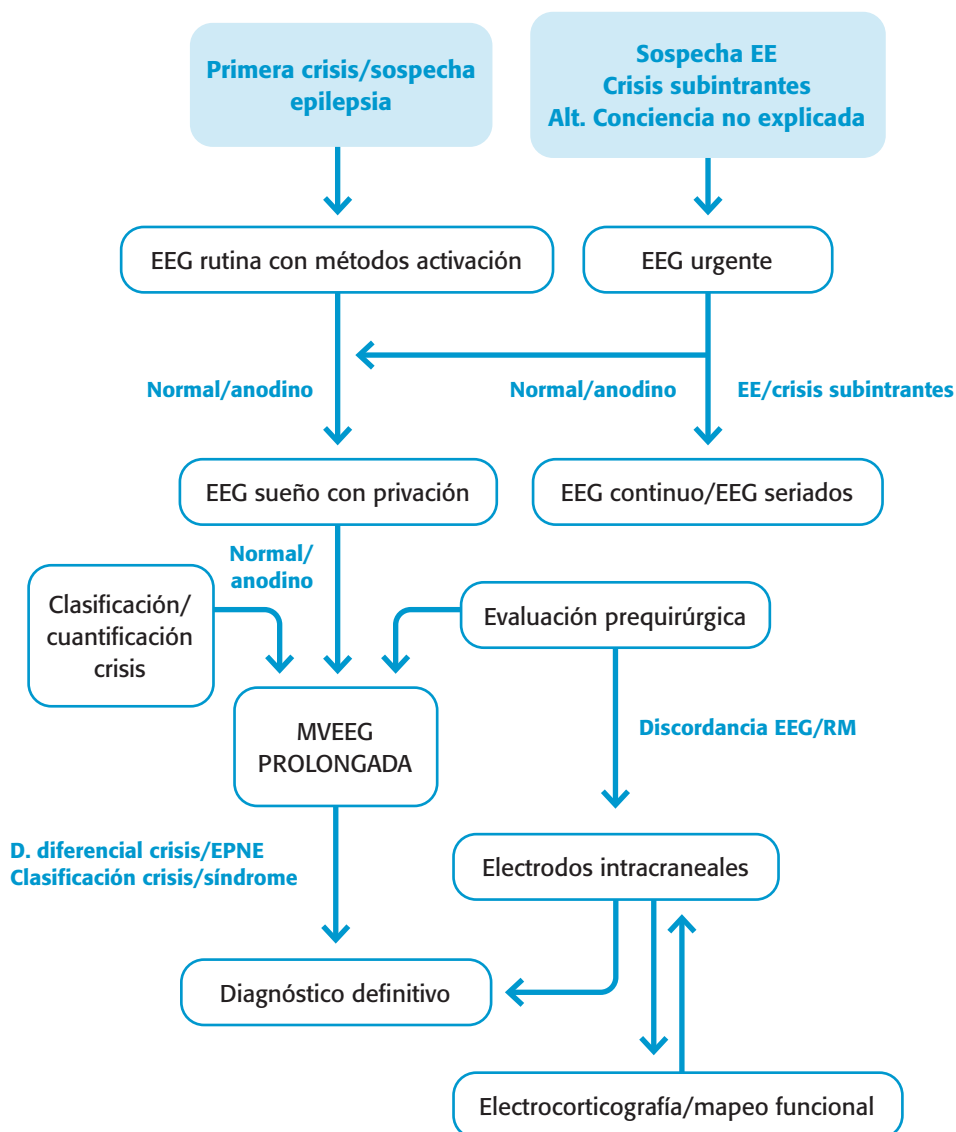 Primera crisis/sospecha
epilepsia
Sospecha EE
Crisis subintrantes
Alt. Conciencia no explicada
EEG rutina con métodos activación
EEG urgente
Normal/anodino
Normal/anodino
EE/crisis subintrantes
EEG sueño con privación
EEG continuo/EEG seriados
Normal/
anodino
Clasificación/
cuantificación
crisis
Evaluación prequirúrgica
MVEEG
PROLONGADA
Discordancia EEG/RM
D. diferencial crisis/EPNE
Clasificación crisis/síndrome
Electrodos intracraneales
Diagnóstico definitivo
Electrocorticografía/mapeo funcional